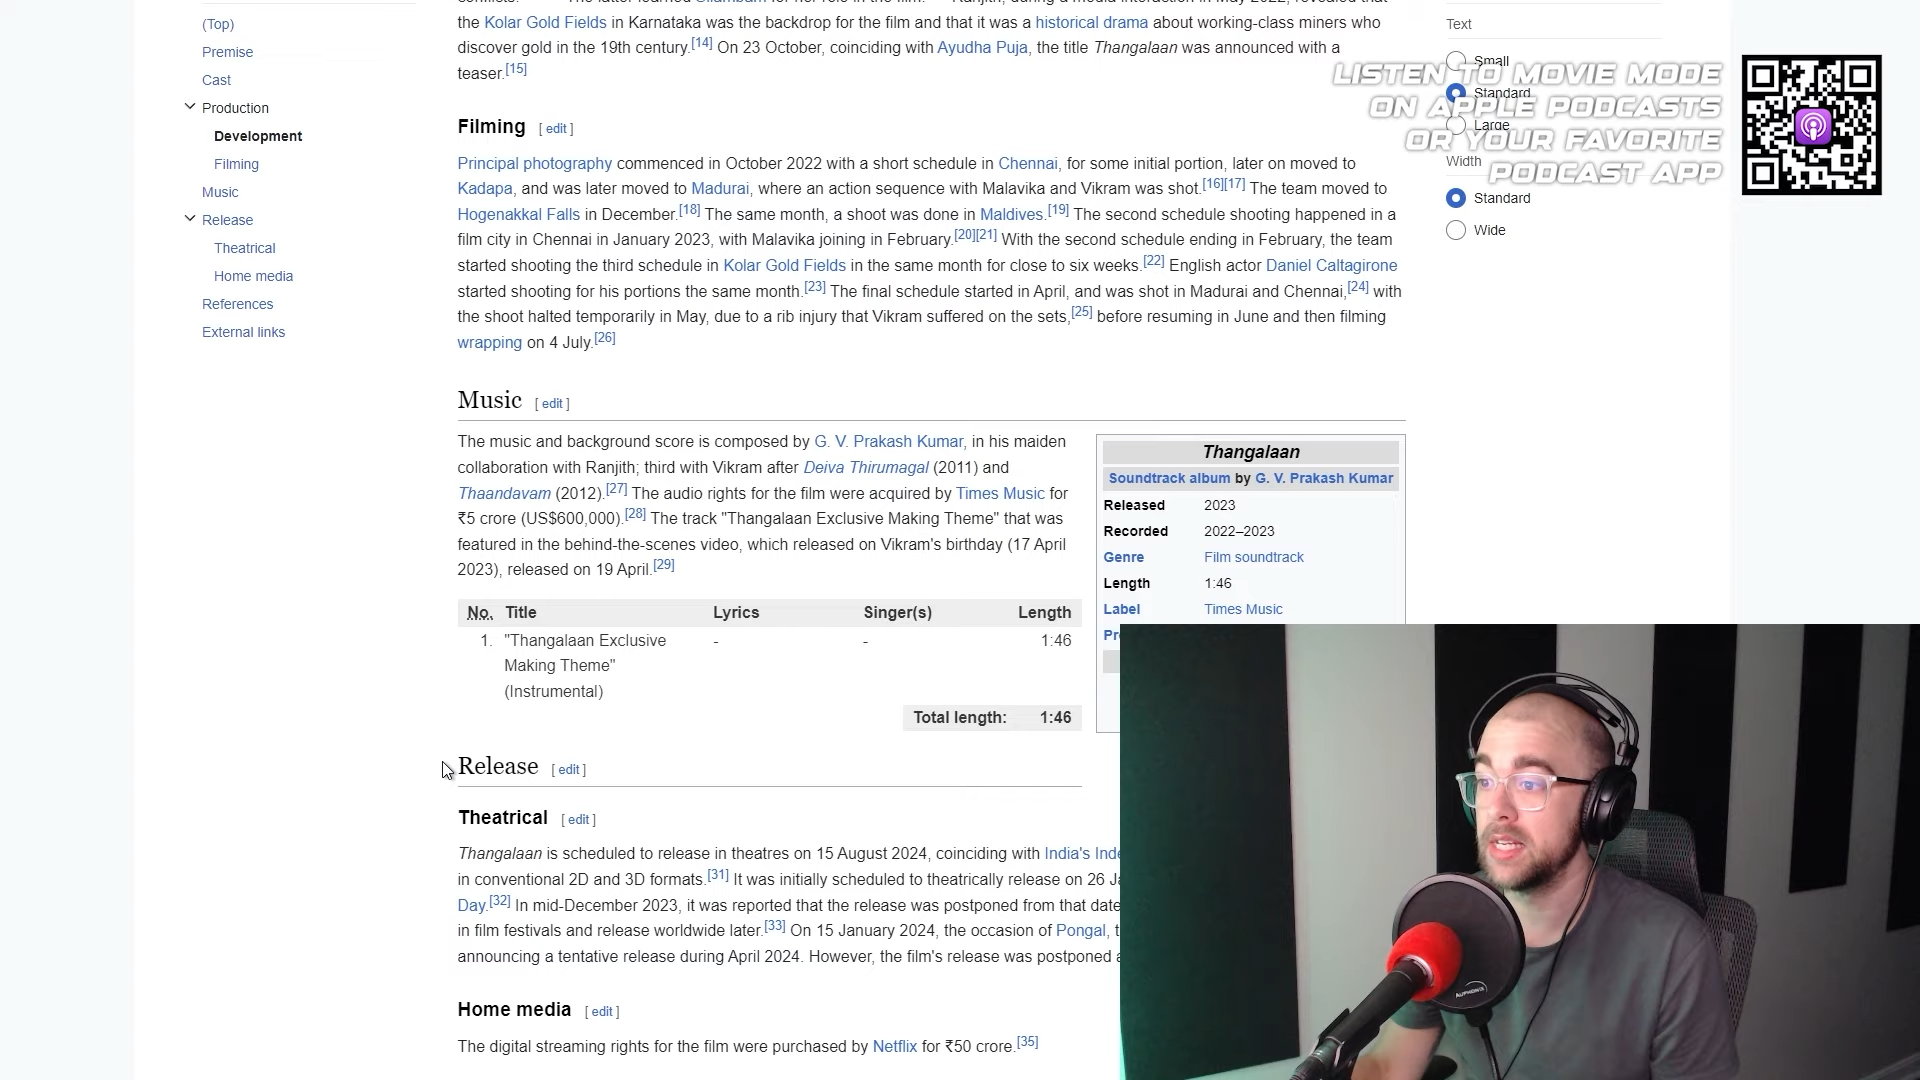 (Top)
Premise
Cast
Production
Development
Filming
Music
Release
Theatrical
Home media
References
External links
the Kolar Gold Fields in Karnataka was the backdrop for the film and that it was a historical drama about working-class miners who
discover gold in the 19th century.[14] On 23 October, coinciding with Ayudha Puja, the title Thangalaan was announced with a
teaser.[15]
Filming [ edit ]
Principal photography commenced in October 2022 with a short schedule in Chennai, for some initial portion, later on moved to
Kadapa, and was later moved to Madurai, where an action sequence with Malavika and Vikram was shot.[16][17] The team moved to
Hogenakkal Falls in December.[18] The same month, a shoot was done in Maldives.[19] The second schedule shooting happened in a
film city in Chennai in January 2023, with Malavika joining in February.[20][21] With the second schedule ending in February, the team
started shooting the third schedule in Kolar Gold Fields in the same month for close to six weeks.[22] English actor Daniel Caltagirone
started shooting for his portions the same month.[23] The final schedule started in April, and was shot in Madurai and Chennai,[24] with
the shoot halted temporarily in May, due to a rib injury that Vikram suffered on the sets,[25] before resuming in June and then filming
wrapping on 4 July.[26]
Music [ edit ]
The music and background score is composed by G. V. Prakash Kumar, in his maiden
collaboration with Ranjith; third with Vikram after Deiva Thirumagal (2011) and
Thaandavam (2012).[27] The audio rights for the film were acquired by Times Music for
₹5 crore (US$600,000).[28] The track "Thangalaan Exclusive Making Theme" that was
featured in the behind-the-scenes video, which released on Vikram's birthday (17 April
2023), released on 19 April.[29]
No. Title Lyrics Singer(s) Length
1. "Thangalaan Exclusive - - 1:46
Making Theme"
(Instrumental)
Total length: 1:46
Thangalaan
Soundtrack album by G. V. Prakash Kumar
Released 2023
Recorded 2022–2023
Genre Film soundtrack
Length 1:46
Label Times Music
Release [ edit ]
Theatrical [ edit ]
Thangalaan is scheduled to release in theatres on 15 August 2024, coinciding with India's
in conventional 2D and 3D formats.[31] It was initially scheduled to theatrically release on 26
Day.[32] In mid-December 2023, it was reported that the release was postponed from that date
in film festivals and release worldwide later.[33] On 15 January 2024, the occasion of Pongal,
announcing a tentative release during April 2024. However, the film's release was postponed
Home media [ edit ]
The digital streaming rights for the film were purchased by Netflix for ₹50 crore.[35]
Text
Small
Standard
Large
Width
Standard
Wide
LISTEN TO MOVIE MODE
ON APPLE PODCASTS
OR YOUR FAVORITE
PODCAST APP